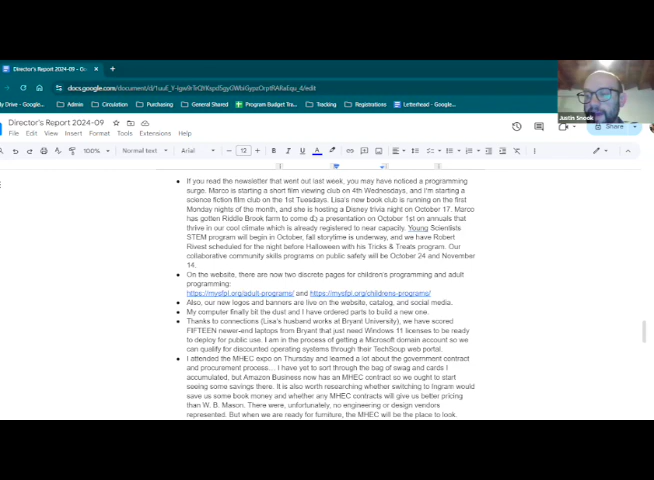 Director's Report 2024-09 - Go
docs.google.com/document/d/
/edit
My Drive - Google...
Admin
Circulation
Purchasing
General Shared
Program Budget Tru...
Tracking
Registrations
Letterhead - Google...
Justin Snook
Director's Report 2024-09
File Edit View Insert Format Tools Extensions Help
Share
100% Normal text Arial 12 B I U A
If you read the newsletter that went out last week, you may have noticed a programming
surge. Marco is starting a short film viewing club on 4th Wednesdays, and I'm starting a
science fiction film club on the 1st Tuesdays. Lisa's new book club is running on the first
Monday nights of the month, and she is hosting a Disney trivia night on October 17. Marco
has gotten Riddle Brook farm to come do a presentation on October 1st on annuals that
thrive in our cool climate which is already registered to near capacity. Young Scientists
STEM program will begin in October, fall storytime is underway, and we have Robert
Rivest scheduled for the night before Halloween with his Tricks & Treats program. Our
collaborative community skills programs on public safety will be October 24 and November
14.
On the website, there are now two discrete pages for children's programming and adult
programming:
https://mysfpl.org/adult-programs/ and https://mysfpl.org/childrens-programs/
Also, our new logos and banners are live on the website, catalog, and social media.
My computer finally bit the dust and I have ordered parts to build a new one.
Thanks to connections (Lisa's husband works at Bryant University), we have scored
FIFTEEN newer-end laptops from Bryant that just need Windows 11 licenses to be ready
to deploy for public use. I am in the process of getting a Microsoft domain account so we
can qualify for discounted operating systems through their TechSoup web portal.
I attended the MHEC expo on Thursday and learned a lot about the government contract
and procurement process... I have yet to sort through the bag of swag and cards I
accumulated, but Amazon Business now has an MHEC contract so we ought to start
seeing some savings there. It is also worth researching whether switching to Ingram would
save us some book money and whether any MHEC contracts will give us better pricing
than W. B. Mason. There were, unfortunately, no engineering or design vendors
represented. But when we are ready for furniture, the MHEC will be the place to look.